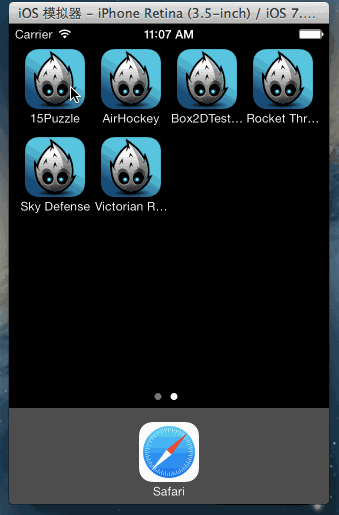 iOS 模拟器 – iPhone Retina (3.5-inch) / iOS 7....
Carrier 11:07 AM
15Puzzle AirHockey Box2DTest... Rocket Thr...
Sky Defense Victorian R...
Safari